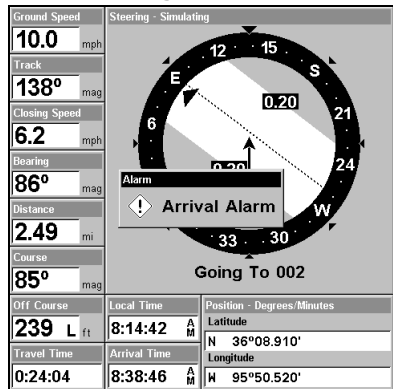 Ground Speed
10.0 mph
Track
138º mag
Closing Speed
6.2 mph
Bearing
86º mag
Distance
2.49 mi
Course
85º mag
Off Course
239 L ft
Travel Time
0:24:04
Steering - Simulating
12 15
E S
0.20
6 21
24
0.20
W
33 30
Alarm
Arrival Alarm
Going To 002
Local Time
8:14:42 AM
Arrival Time
8:38:46 AM
Position - Degrees/Minutes
Latitude
N 36º08.910'
Longitude
W 95º50.520'